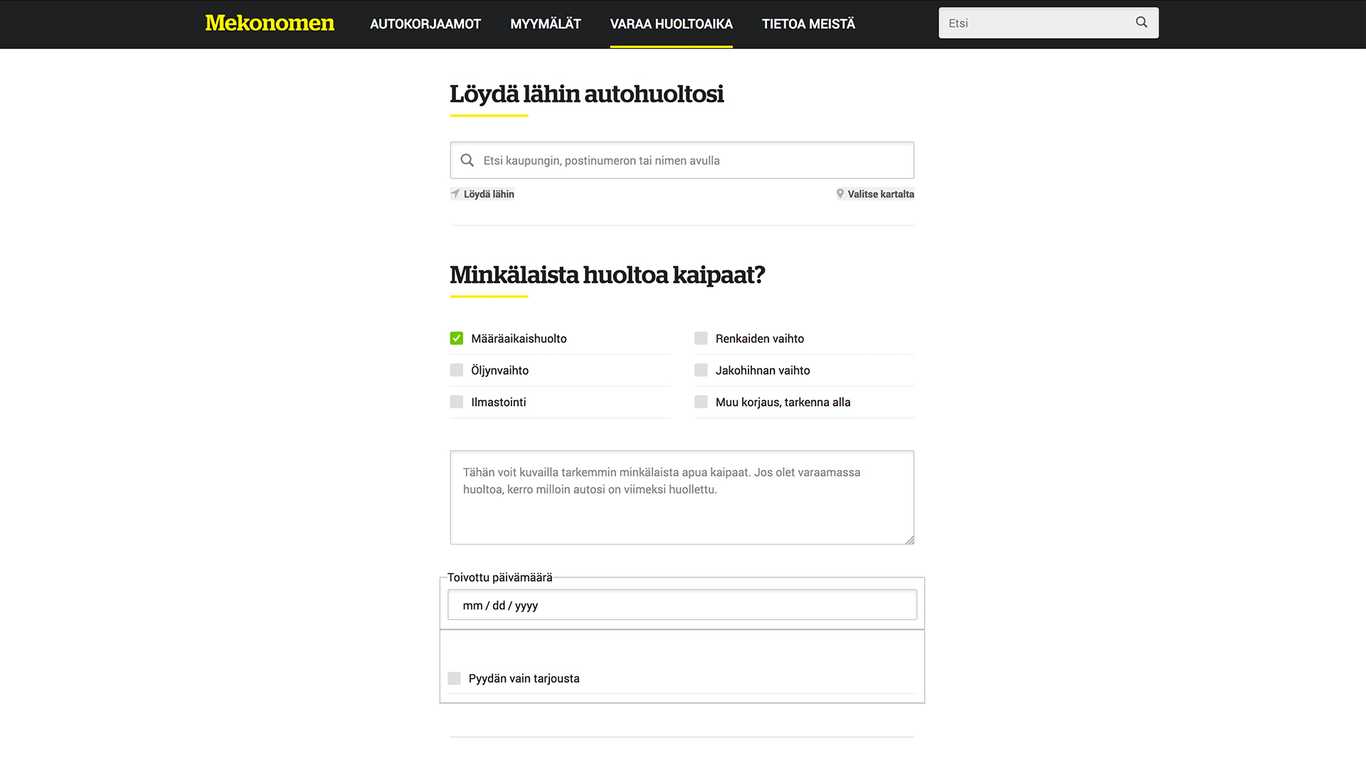 Mekonomen
AUTOKORJAAMOT
MYYMÄLÄT
VARAA HUOLTOAIKA
TIETOA MEISTÄ
Etsi
Löydä lähin autohuoltosi
Etsi kaupungin, postinumeron tai nimen avulla
Löydä lähin
Valitse kartalta
Minkälaista huoltoa kaipaat?
Määräaikaishuolto
Renkaiden vaihto
Öljynvaihto
Jakohihnan vaihto
Ilmastointi
Muu korjaus, tarkenna alla
Tähän voit kuvailla tarkemmin minkälaista apua kaipaat. Jos olet varaamassa
huoltoa, kerro milloin autosi on viimeksi huollettu.
Toivottu päivämäärä
mm / dd / yyyy
Pyydän vain tarjousta